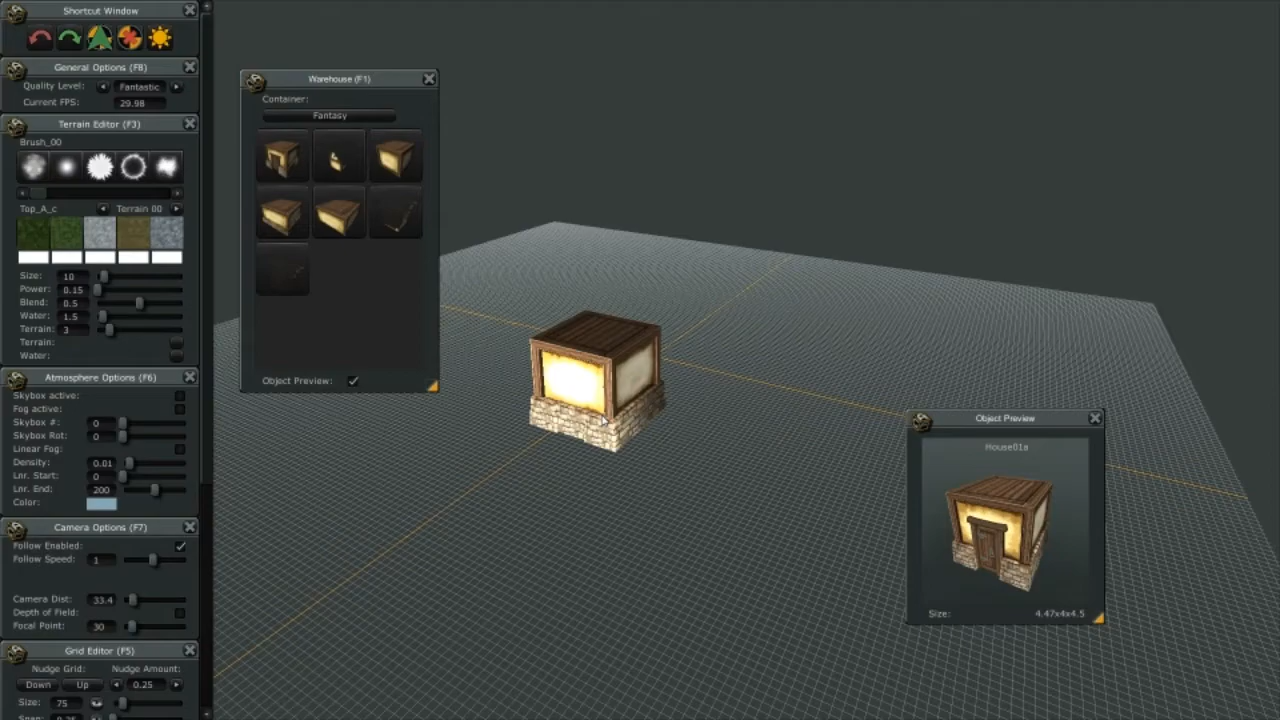 Shortcut Window
General Options (F8)
Quality Level: Fantastic
Current FPS: 29.98
Terrain Editor (F3)
Brush_00
Top_A_c Terrain 00
Size: 10
Power: 0.15
Blend: 0.5
Water: 1.5
Terrain: 3
Terrain:
Water:
Atmosphere Options (F6)
Skybox active:
Fog active:
Skybox #: 0
Skybox Rot: 0
Linear Fog:
Density: 0.01
Lnr. Start: 0
Lnr. End: 200
Color:
Camera Options (F7)
Follow Enabled:
Follow Speed: 1
Camera Dist: 33.4
Depth of Field:
Focal Point: 30
Grid Editor (F5)
Nudge Grid: Nudge Amount:
Down Up 0.25
Size: 75
Warehouse (F1)
Container:
Fantasy
Object Preview:
Object Preview
House01a
Size: 4.47x4x4.5